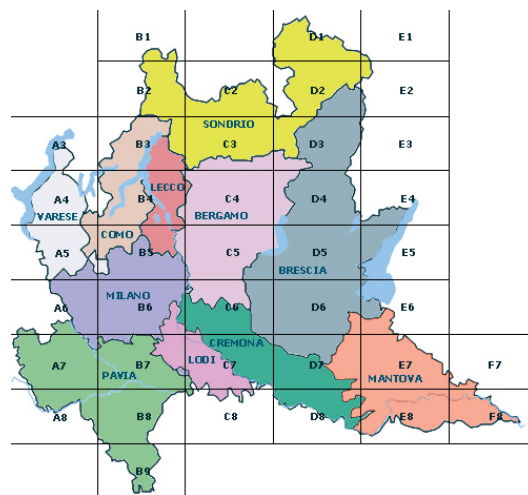 B1 D1 E1
B2 C2 D2 E2
SONDRIO
A3 B3 C3 D3 E3
LECCO
A4 B4 C4 D4 E4
VARESE BERGAMO
COMO
A5 B5 C5 D5 E5
BRESCIA
MILANO
A6 B6 C6 D6 E6
CREMONA
LODI
A7 B7 C7 D7 E7 F7
PAVIA MANTOVA
A8 B8 C8 D8 E8 F8
B9